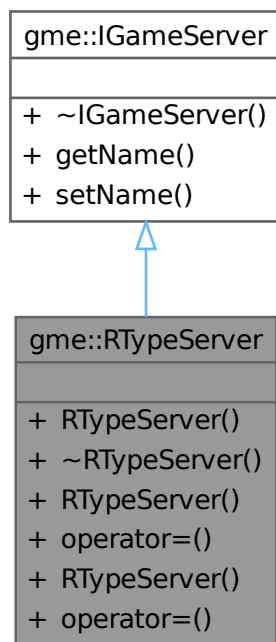 gme::IGameServer
+ ~IGameServer()
+ getName()
+ setName()
gme::RTypeServer
+ RTypeServer()
+ ~RTypeServer()
+ RTypeServer()
+ operator=()
+ RTypeServer()
+ operator=()